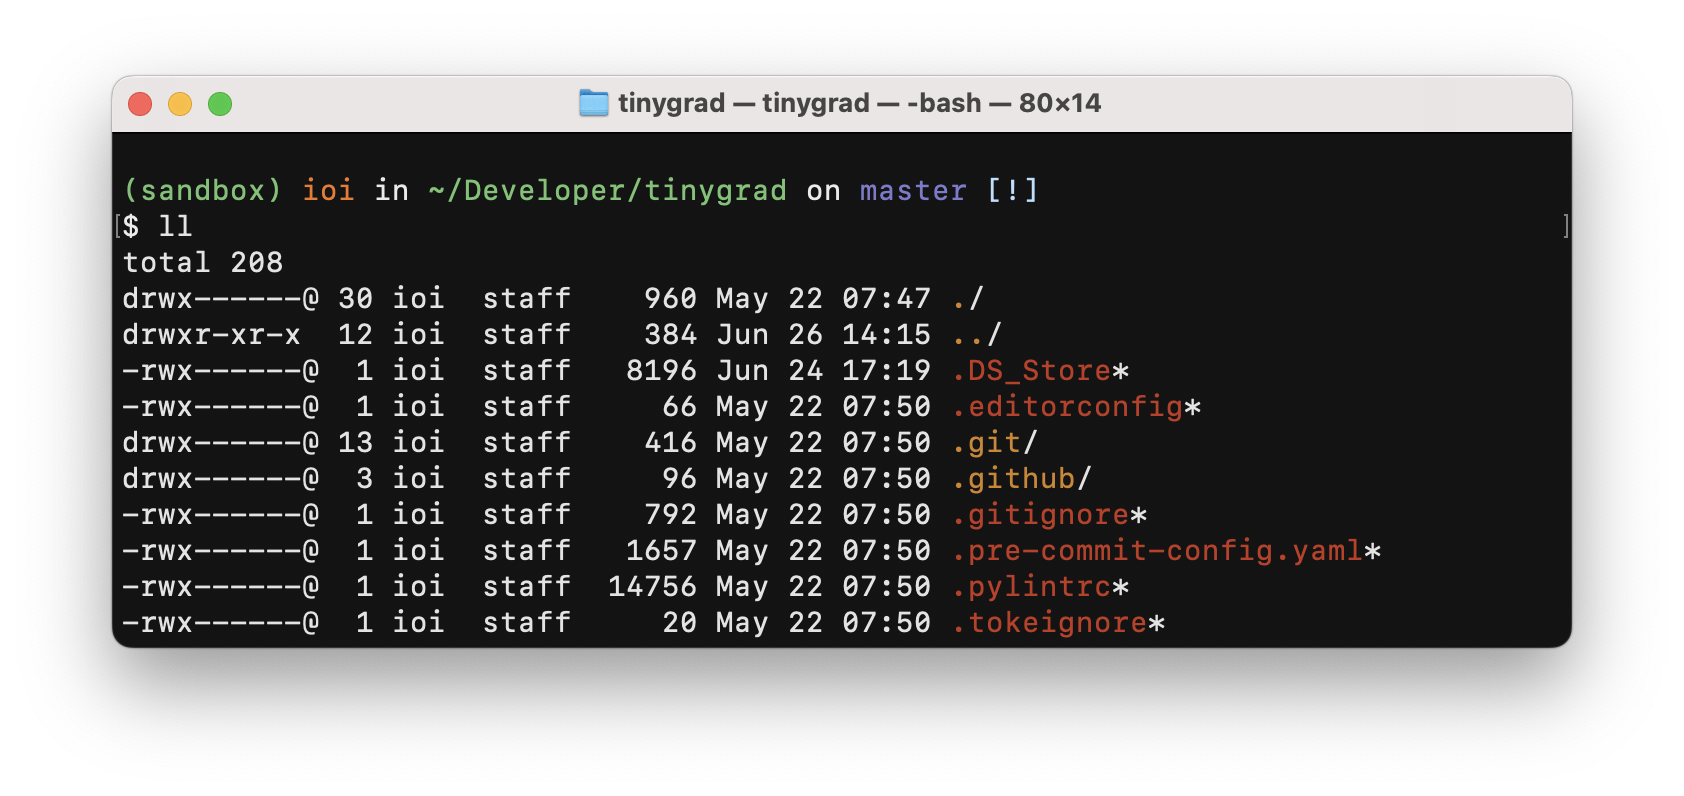 tinygrad — tinygrad — -bash — 80×14
(sandbox) ioi in ~/Developer/tinygrad on master [!]
[$ ll ]
total 208
drwx------@ 30 ioi  staff    960 May 22 07:47 ./
drwxr-xr-x  12 ioi  staff    384 Jun 26 14:15 ../
-rwx------@  1 ioi  staff   8196 Jun 24 17:19 .DS_Store*
-rwx------@  1 ioi  staff     66 May 22 07:50 .editorconfig*
drwx------@ 13 ioi  staff    416 May 22 07:50 .git/
drwx------@  3 ioi  staff     96 May 22 07:50 .github/
-rwx------@  1 ioi  staff    792 May 22 07:50 .gitignore*
-rwx------@  1 ioi  staff   1657 May 22 07:50 .pre-commit-config.yaml*
-rwx------@  1 ioi  staff  14756 May 22 07:50 .pylintrc*
-rwx------@  1 ioi  staff     20 May 22 07:50 .tokeignore*